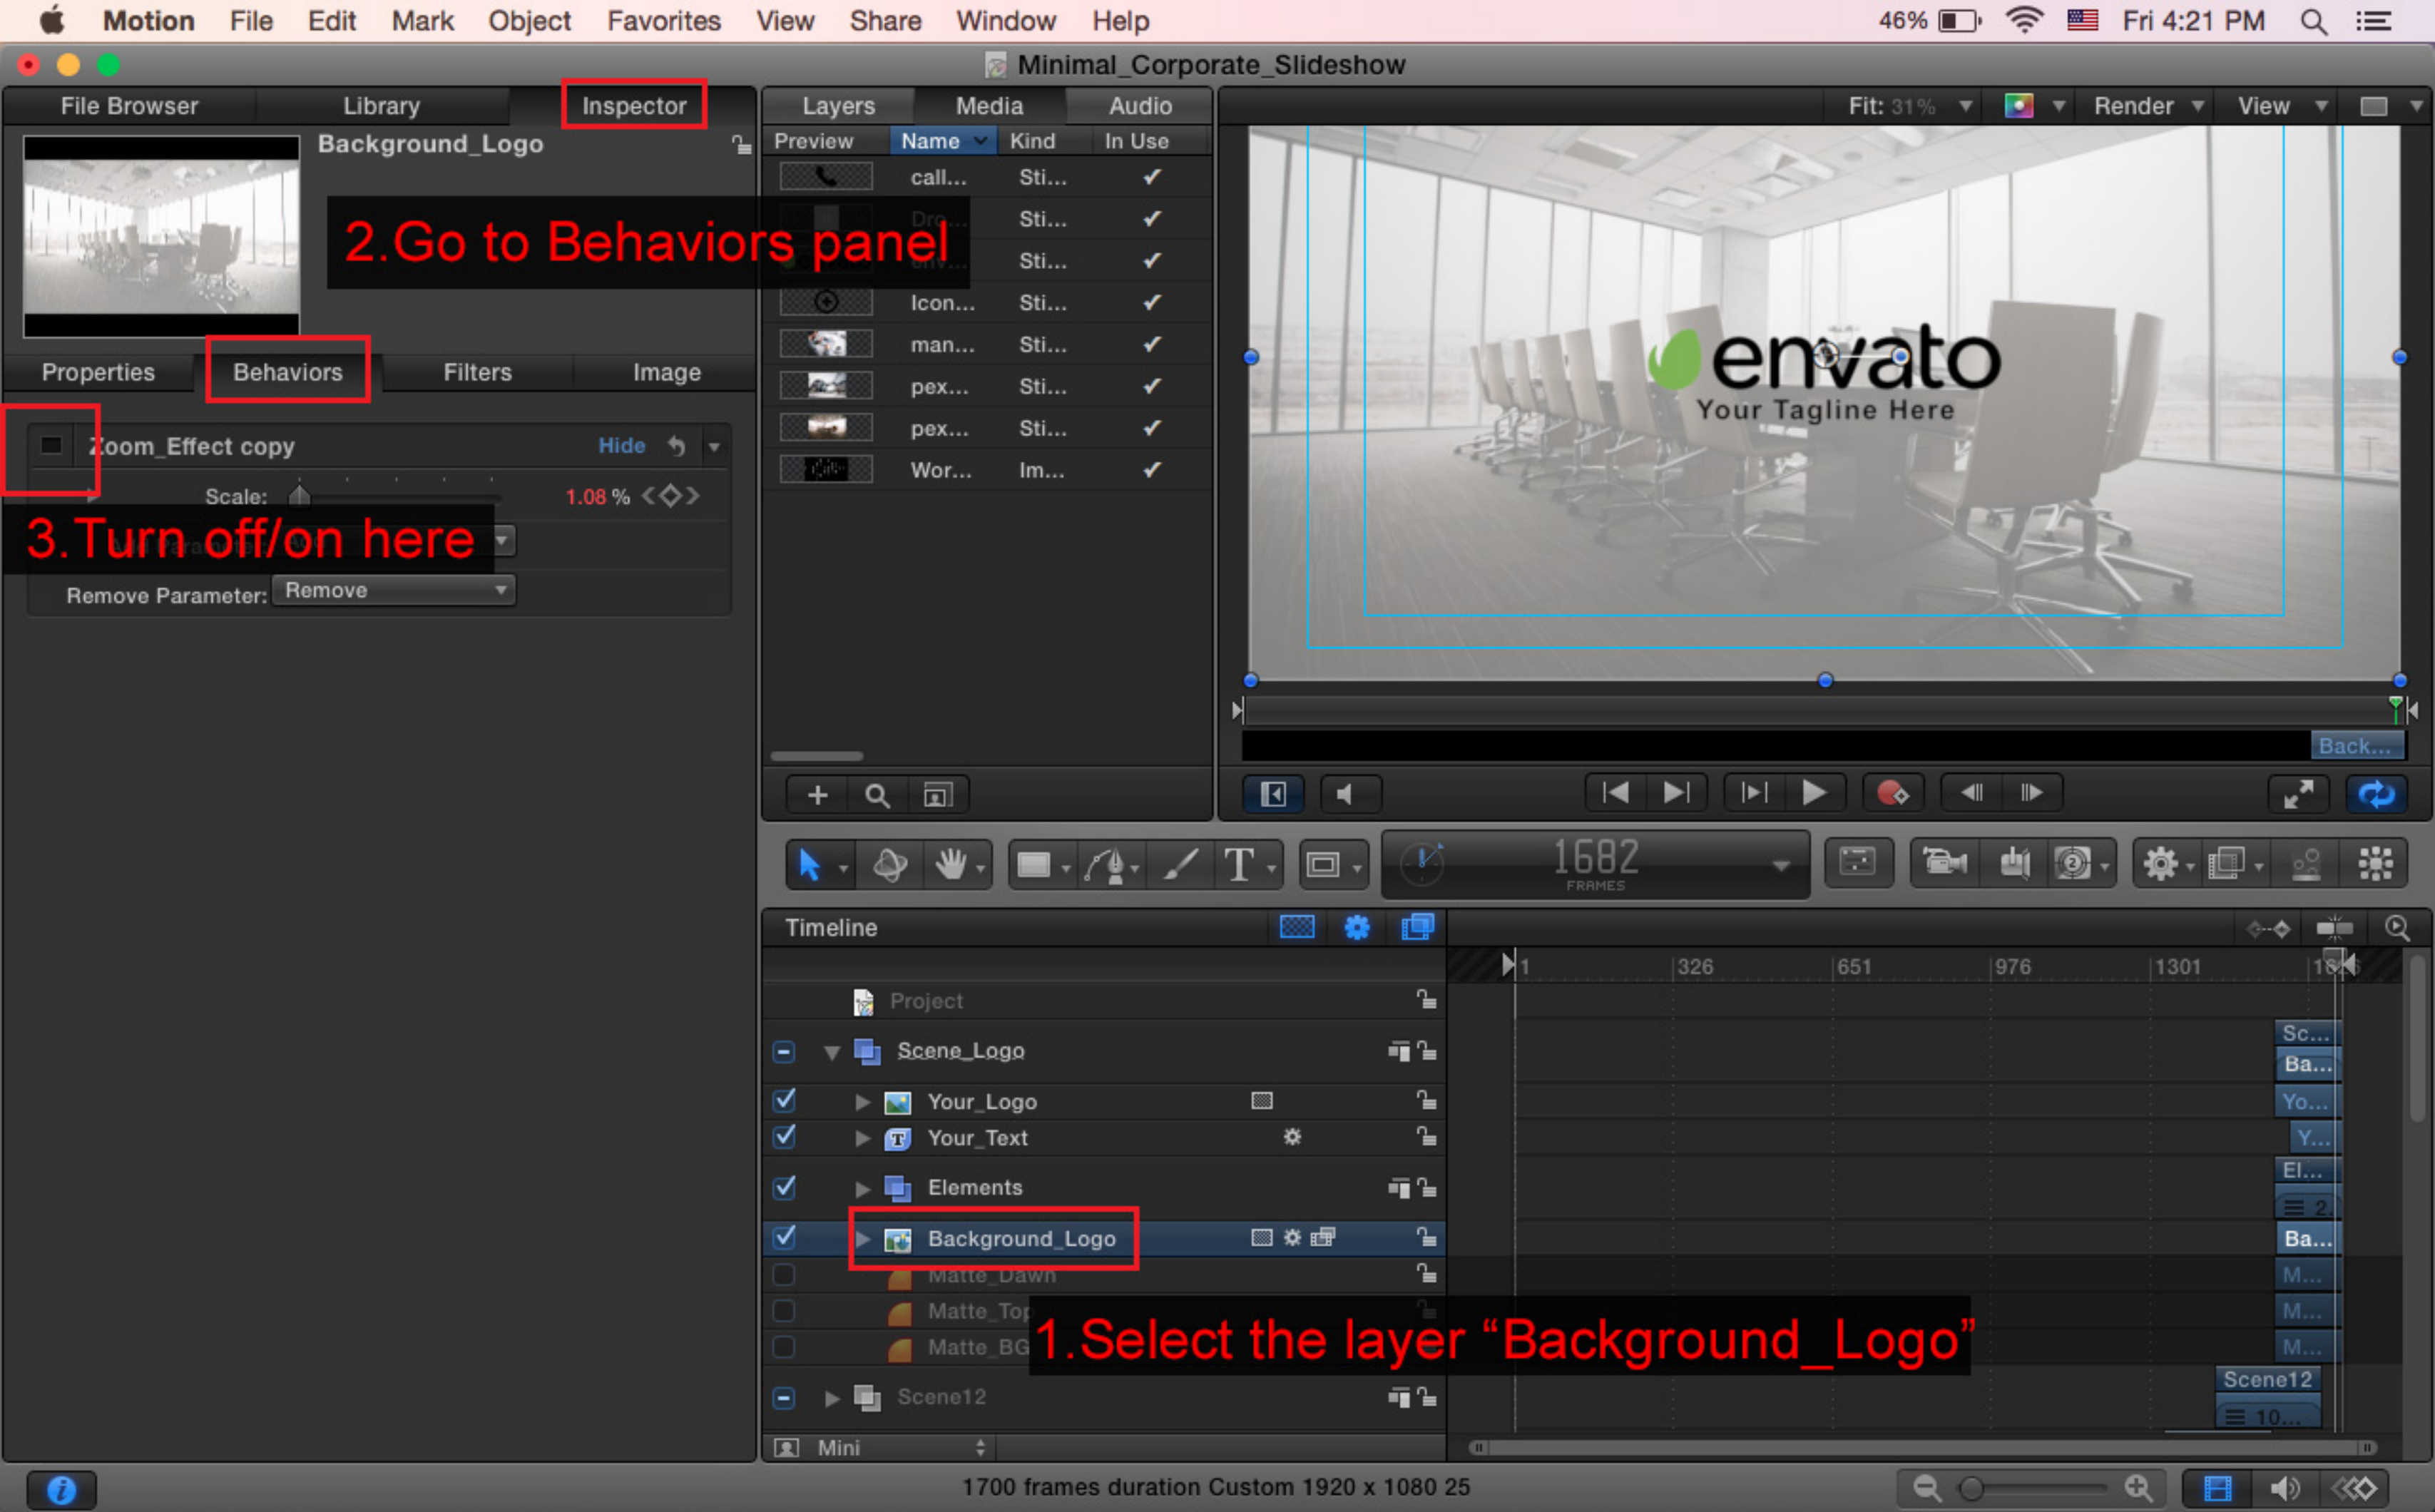 Motion File Edit Mark Object Favorites View Share Window Help 46% Fri 4:21 PM
Minimal_Corporate_Slideshow
File Browser Library Inspector
Layers Media Audio
Fit: 31% Render View
Background_Logo
Preview Name Kind In Use
call... Sti...
Dro... Sti...
2.Go to Behaviors panel
Sti...
Icon... Sti...
man... Sti...
pex... Sti...
pex... Sti...
Wor... Im...
envato
Your Tagline Here
Properties Behaviors Filters Image
Zoom_Effect copy Hide
Scale: 1.08 %
3.Turn off/on here
Remove Parameter: Remove
Back...
1682
FRAMES
T
Timeline
1 326 651 976 1301
Project
Scene_Logo Sc...
Ba...
Your_Logo Yo...
Your_Text Y...
Elements El...
2
Background_Logo Ba...
Matte_Dawn M...
Matte_Top M...
Matte_BG M...
1.Select the layer “Background_Logo”
Scene12 Scene12
10...
Mini
1700 frames duration Custom 1920 x 1080 25